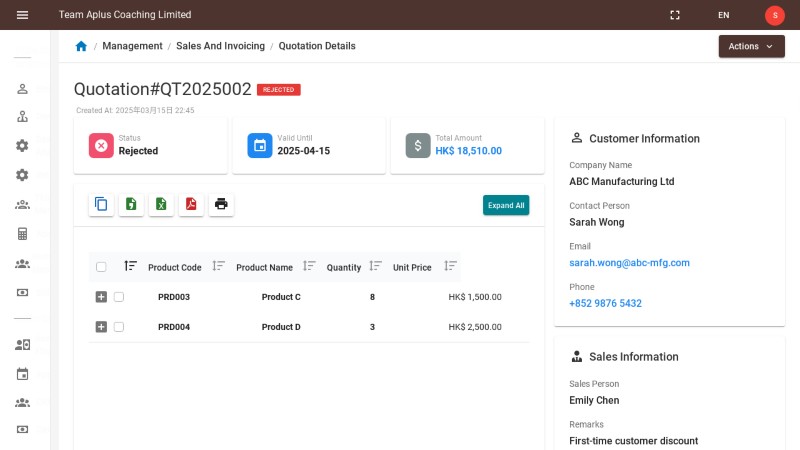 Team Aplus Coaching Limited
EN
S
/ Management / Sales And Invoicing / Quotation Details
Actions
Quotation#QT2025002 REJECTED
Created At: 2025年03月15日 22:45
Status
Rejected
Valid Until
2025-04-15
Total Amount
HK$ 18,510.00
Expand All
Product Code Product Name Quantity Unit Price
PRD003 Product C 8 HK$ 1,500.00
PRD004 Product D 3 HK$ 2,500.00
Customer Information
Company Name
ABC Manufacturing Ltd
Contact Person
Sarah Wong
Email
sarah.wong@abc-mfg.com
Phone
+852 9876 5432
Sales Information
Sales Person
Emily Chen
Remarks
First-time customer discount